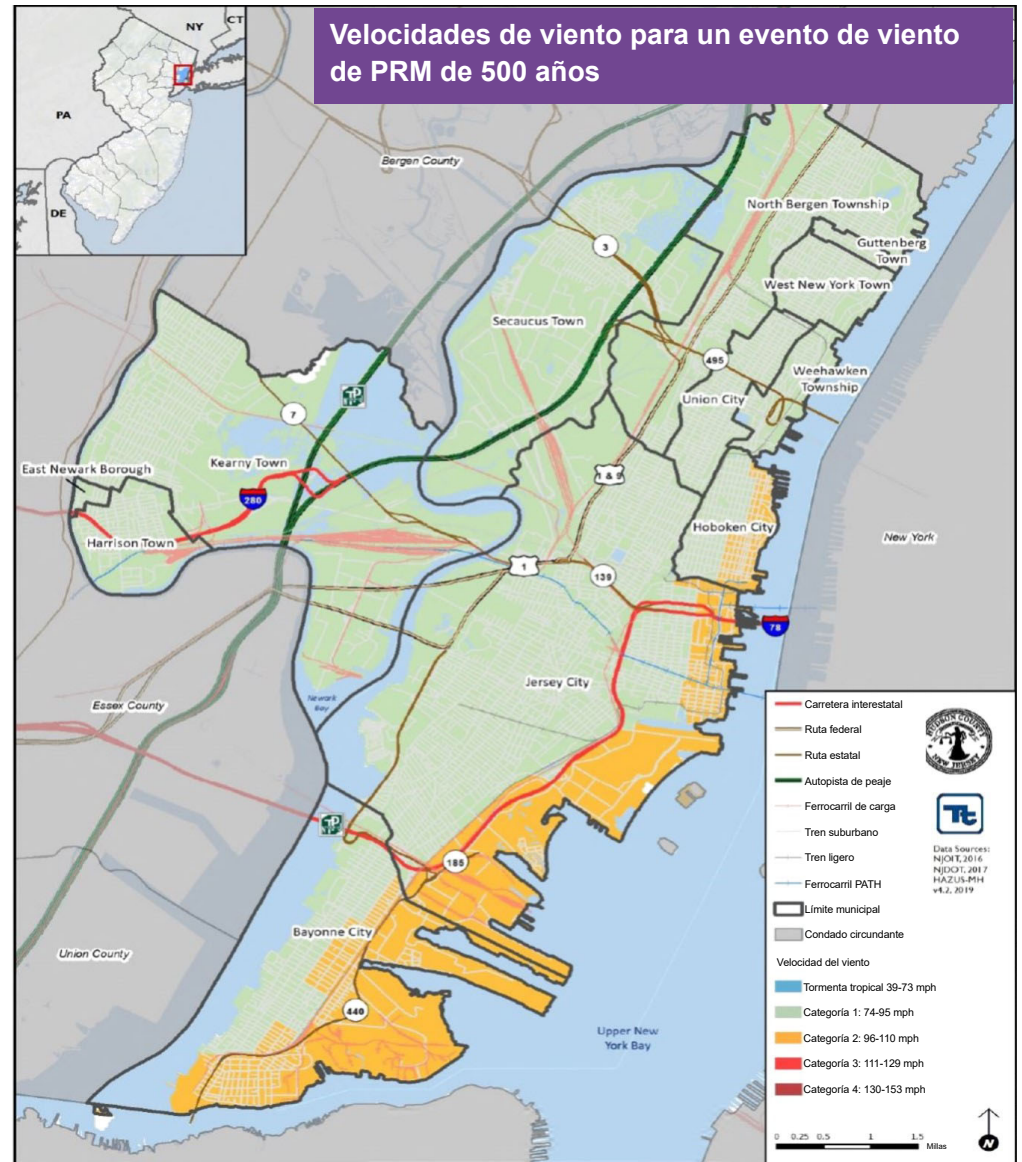 Velocidades de viento para un evento de viento
de PRM de 500 años
NY
CT
PA
DE
Bergen County
North Bergen Township
Guttenberg
Town
West New York Town
3
Secaucus Town
495
Weehawken
Township
Union City
7
East Newark Borough
Kearny Town
280
1 & 9
Harrison Town
Hoboken City
New York
1
139
78
Jersey City
Newark
Bay
Essex County
185
Bayonne City
Union County
440
Upper New
York Bay
Carretera interestatal
Ruta federal
Ruta estatal
Autopista de peaje
Ferrocarril de carga
Tren suburbano
Tren ligero
Ferrocarril PATH
Límite municipal
Condado circundante
HUDSON COUNTY
NEW JERSEY
Tt
Data Sources:
NJOIT, 2016
NJDOT, 2017
HAZUS-MH
v4.2, 2019
Velocidad del viento
Tormenta tropical 39-73 mph
Categoría 1: 74-95 mph
Categoría 2: 96-110 mph
Categoría 3: 111-129 mph
Categoría 2: 130-153 mph
0 0.25 0.5 1 1.5
Millas
N